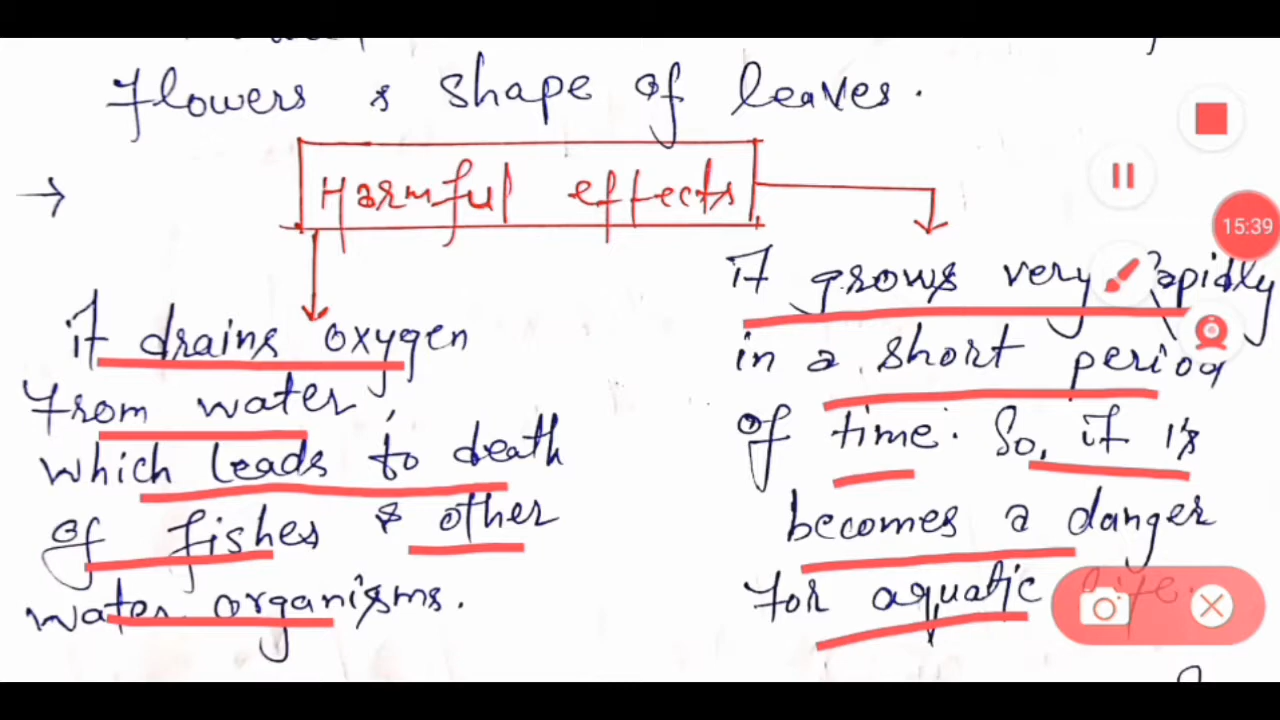 flowers & shape of leaves.
→ Harmful effects
it drains oxygen
from water,
which leads to death
of fishes & other
water organisms.
it grows very rapidly
in a short period
of time. So, it is
becomes a danger
for aquatic life.
15:39